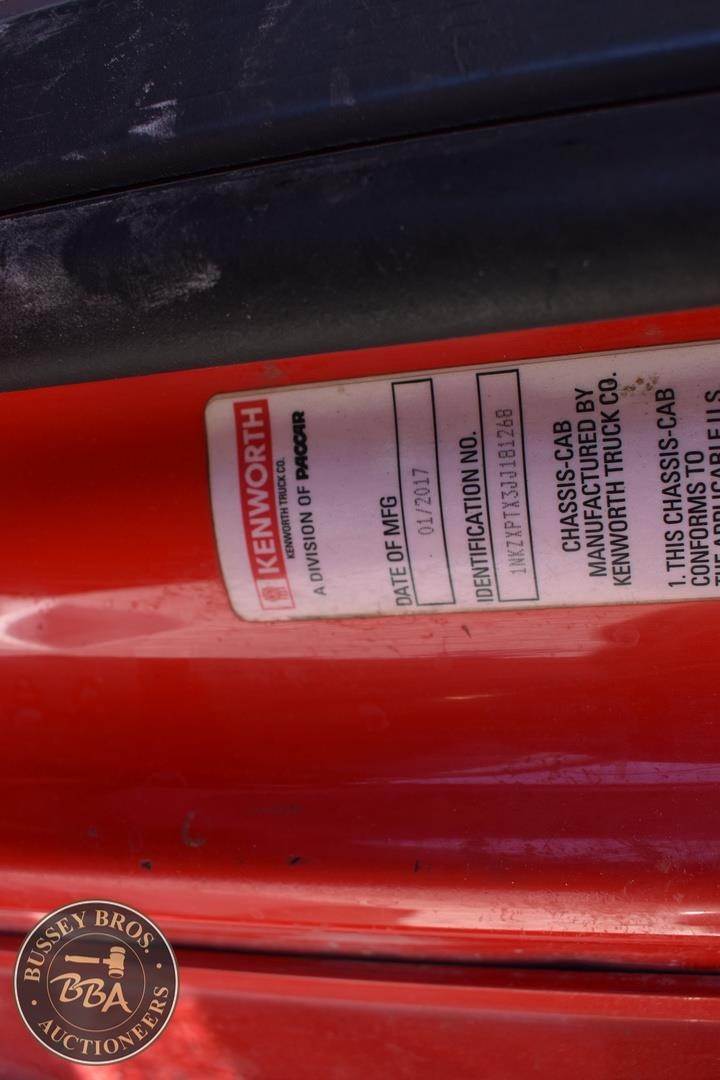 KENWORTH
KENWORTH TRUCK CO.
A DIVISION OF PACCAR
DATE OF MFG
01/2017
IDENTIFICATION NO.
1NKZXPTX3JJ181268
CHASSIS-CAB
MANUFACTURED BY
KENWORTH TRUCK CO.
1. THIS CHASSIS-CAB
CONFORMS TO
BUSSEY BROS.
BBA
AUCTIONEERS